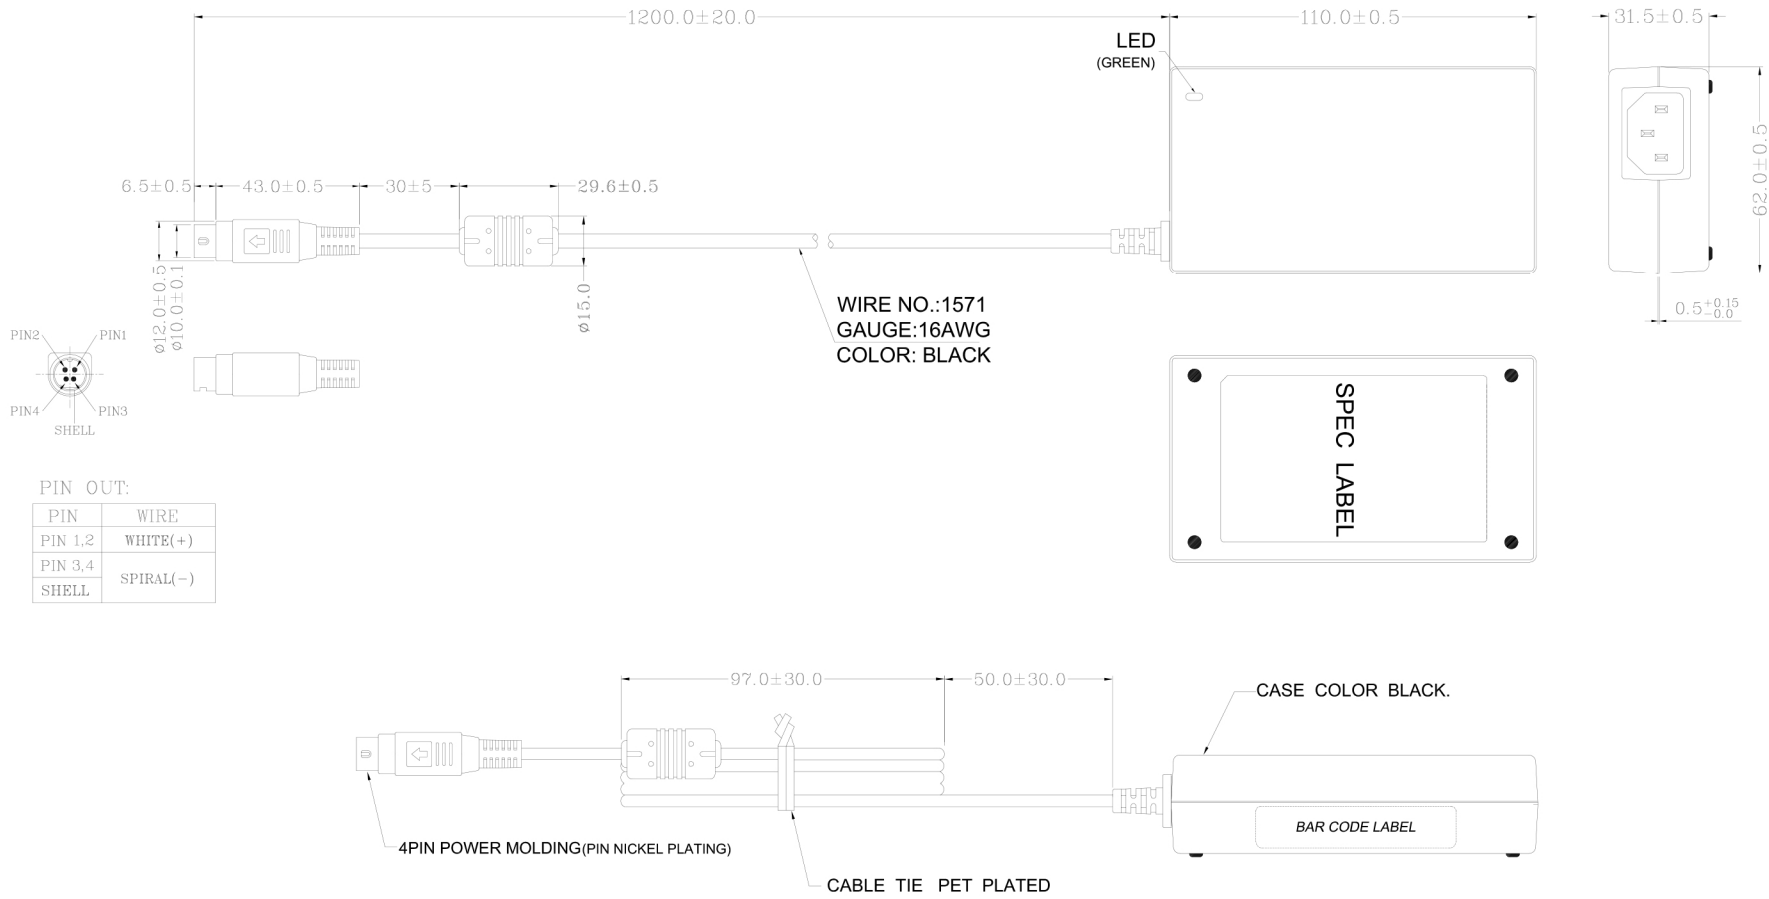 1200.0±20.0
110.0±0.5
31.5±0.5
LED
(GREEN)
62.0±0.5
6.5±0.5
43.0±0.5
30±5
29.6±0.5
ø12.0±0.5
ø10.0±0.1
ø15.0
0.5+0.15
-0.0
WIRE NO.:1571
GAUGE:16AWG
COLOR: BLACK
PIN2
PIN1
PIN4
PIN3
SHELL
SPEC LABEL
PIN OUT:
PIN WIRE
PIN 1,2 WHITE(+)
PIN 3,4
SPIRAL(-)
SHELL
97.0±30.0
50.0±30.0
CASE COLOR BLACK.
BAR CODE LABEL
4PIN POWER MOLDING(PIN NICKEL PLATING)
CABLE TIE PET PLATED